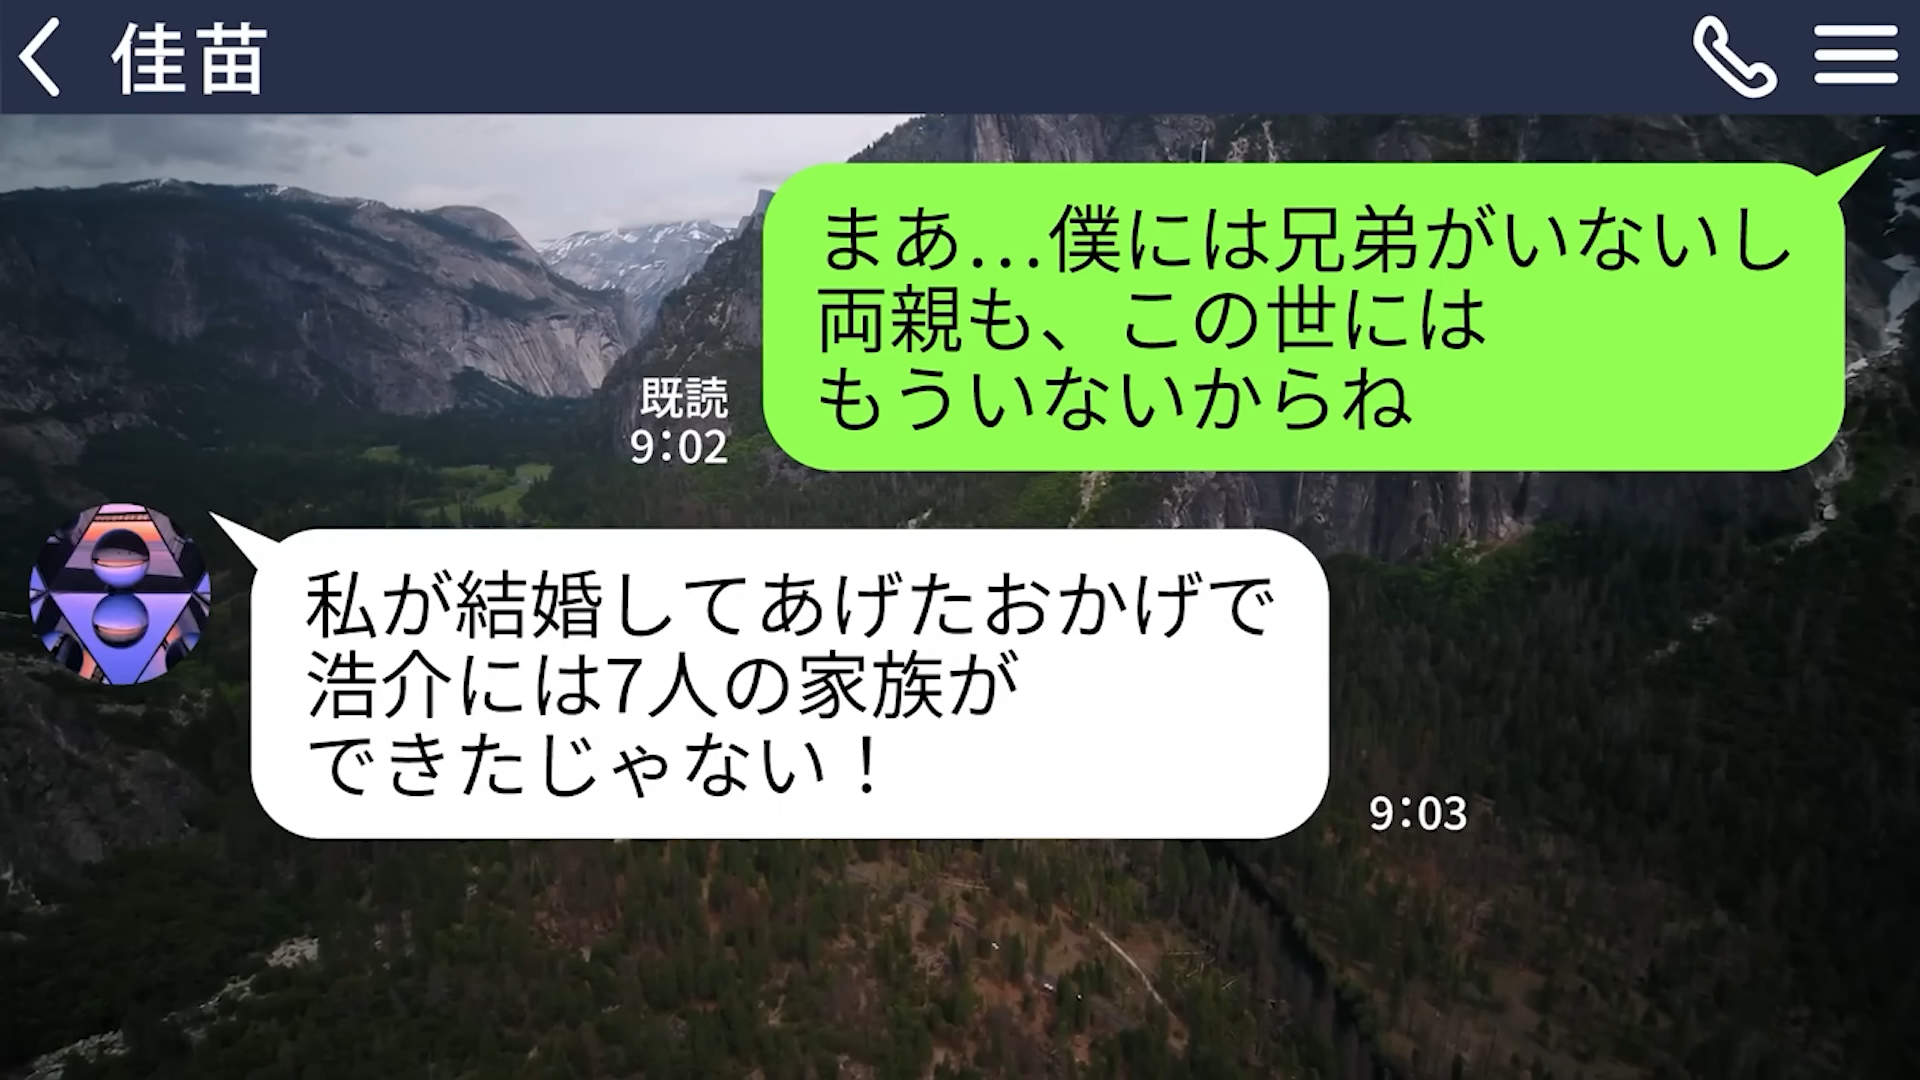 佳苗
まあ…僕には兄弟がいないし
両親も、この世には
もういないからね
既読
9:02
私が結婚してあげたおかげで
浩介には7人の家族が
できたじゃない！
9:03